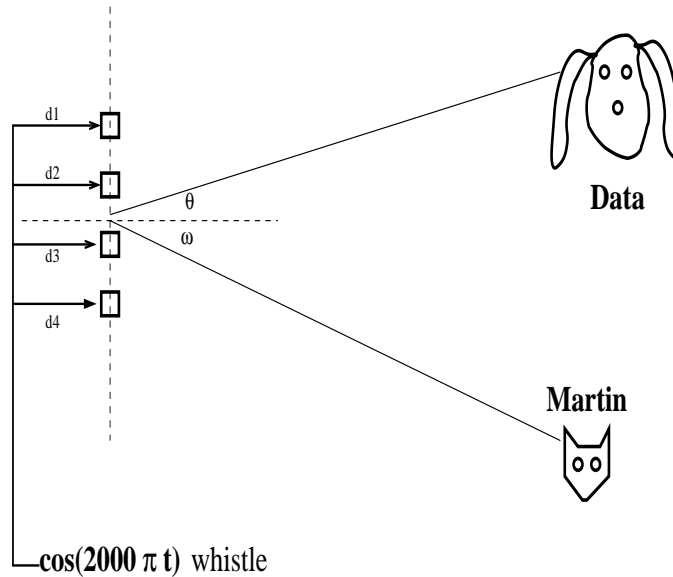 d1
d2
θ
Data
ω
d3
d4
Martin
cos(2000 π t) whistle